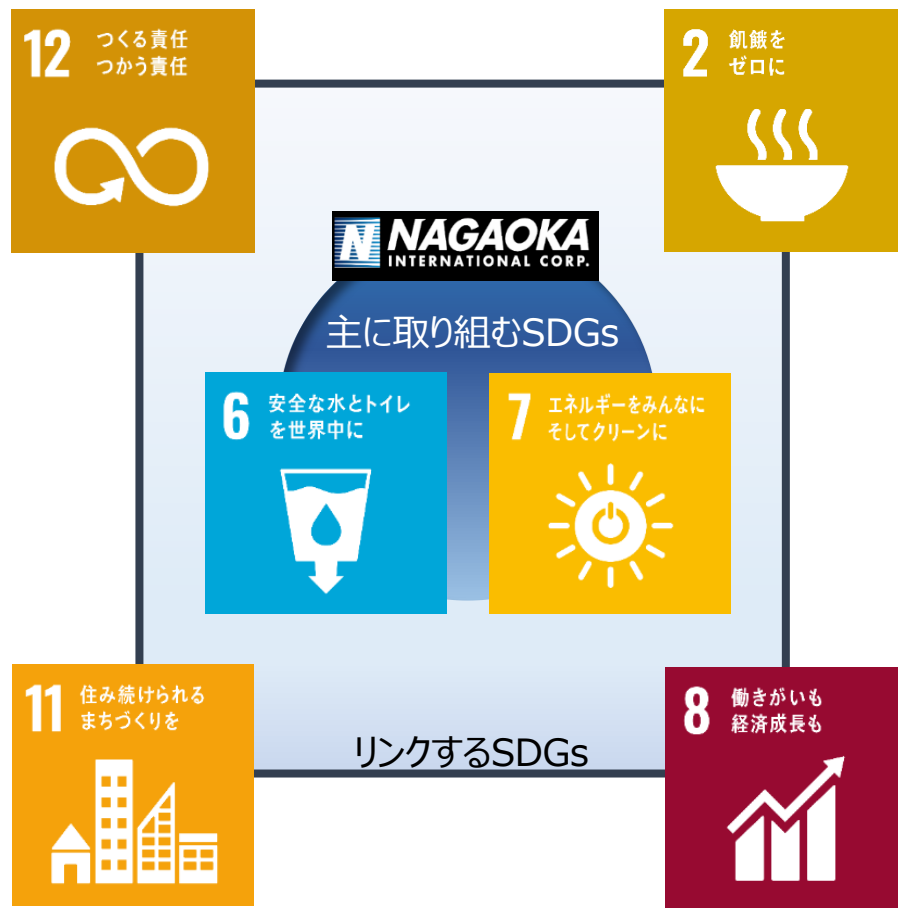 12 つくる責任
つかう責任
2 飢餓を
ゼロに
N NAGAOKA
INTERNATIONAL CORP.
主に取り組むSDGs
6 安全な水とトイレ
を世界中に
7 エネルギーをみんなに
そしてクリーンに
11 住み続けられる
まちづくりを
8 働きがいも
経済成長も
リンクするSDGs